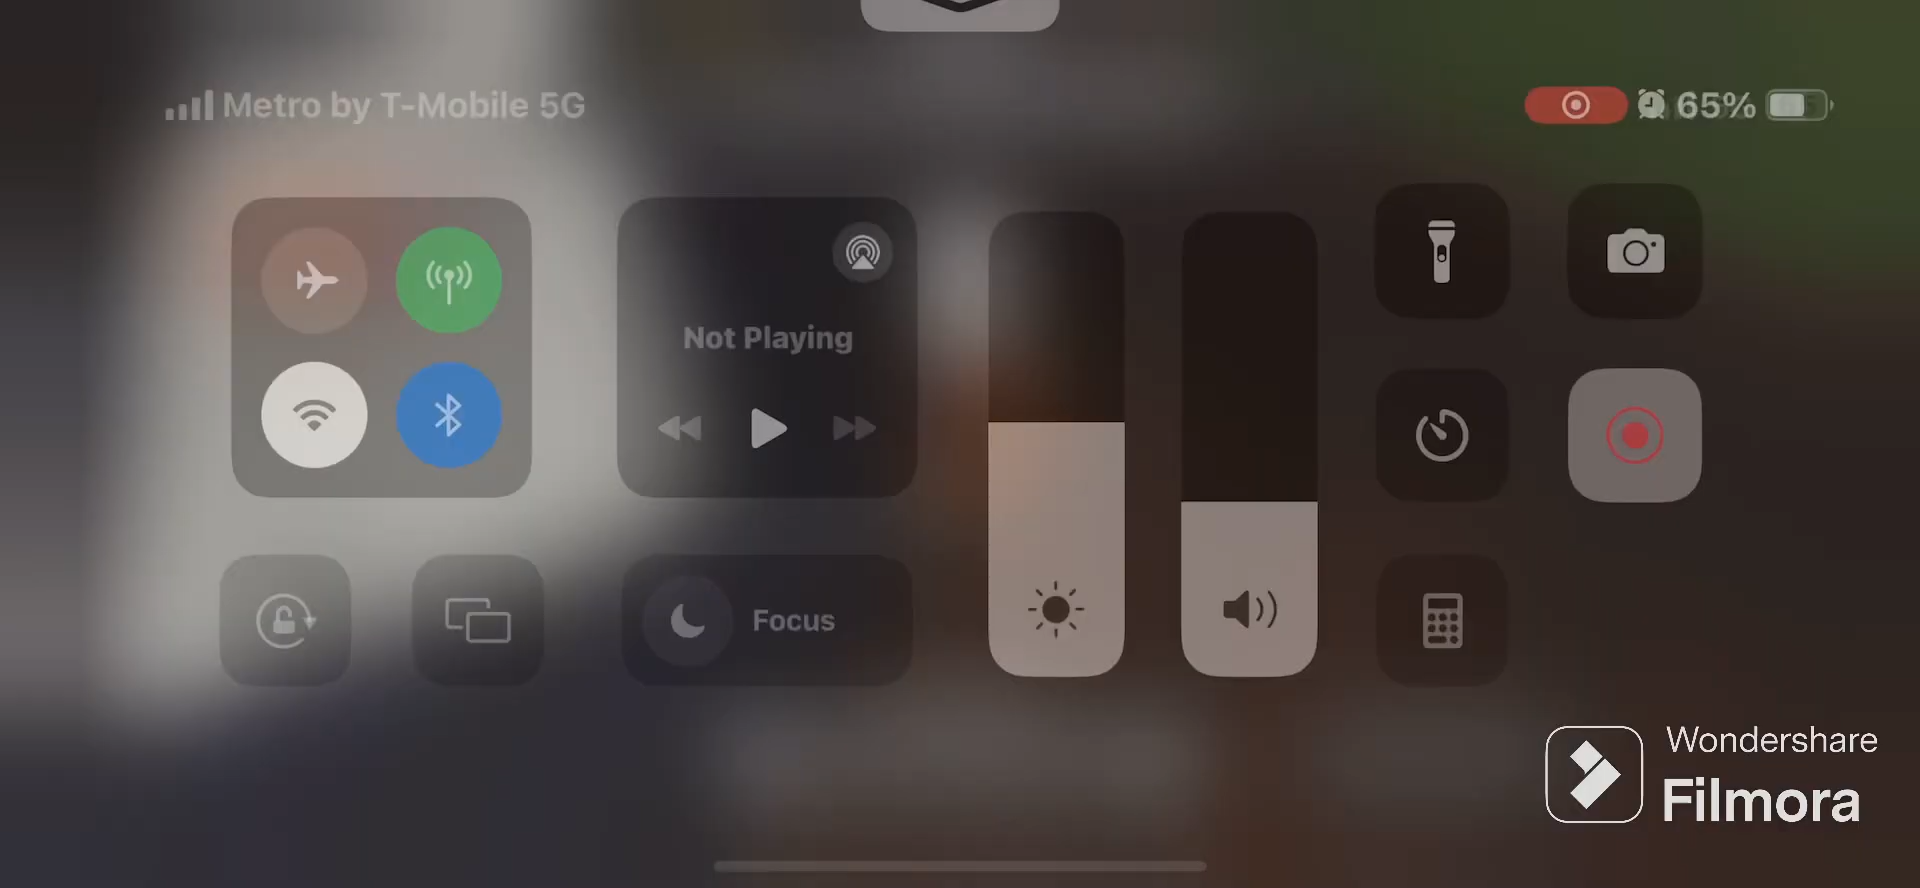 Metro by T-Mobile 5G
65%
Not Playing
Focus
Wondershare
Filmora